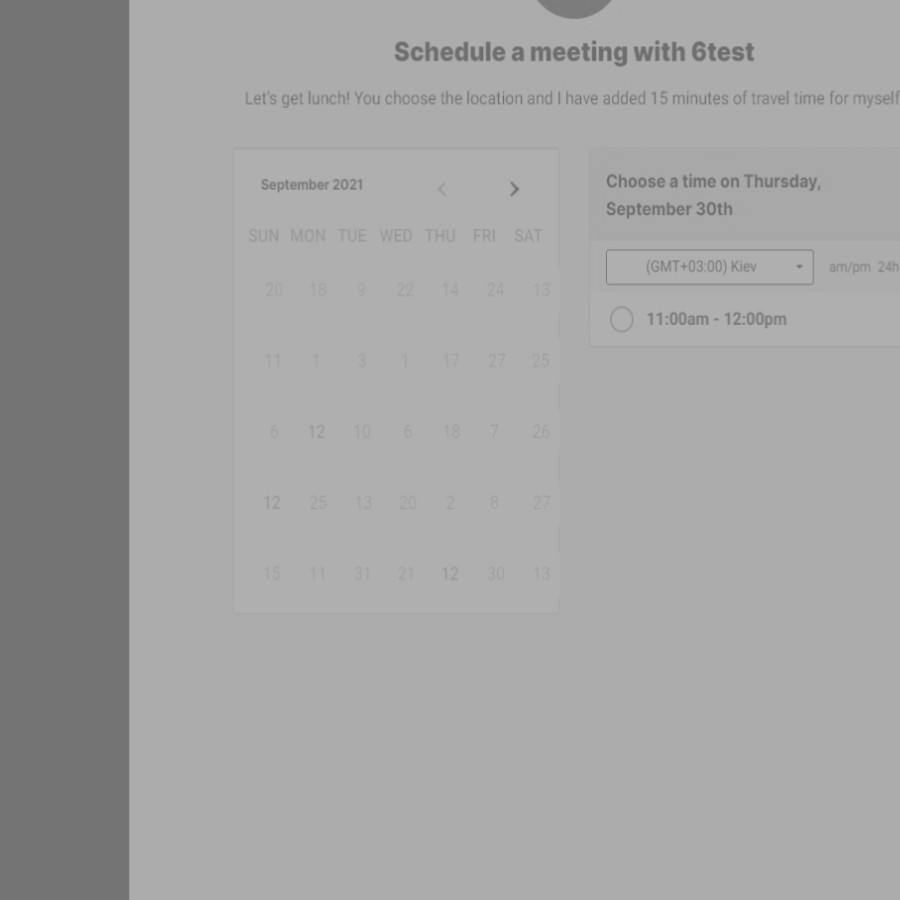 Schedule a meeting with 6test
Let's get lunch! You choose the location and I have added 15 minutes of travel time for myself
September 2021
SUN MON TUE WED THU FRI SAT
20 18 9 22 14 24 13
11 1 3 1 17 27 25
6 12 10 6 18 7 26
12 25 13 20 2 8 27
15 11 31 21 12 30 13
Choose a time on Thursday,
September 30th
(GMT+03:00) Kiev am/pm 24h
11:00am - 12:00pm